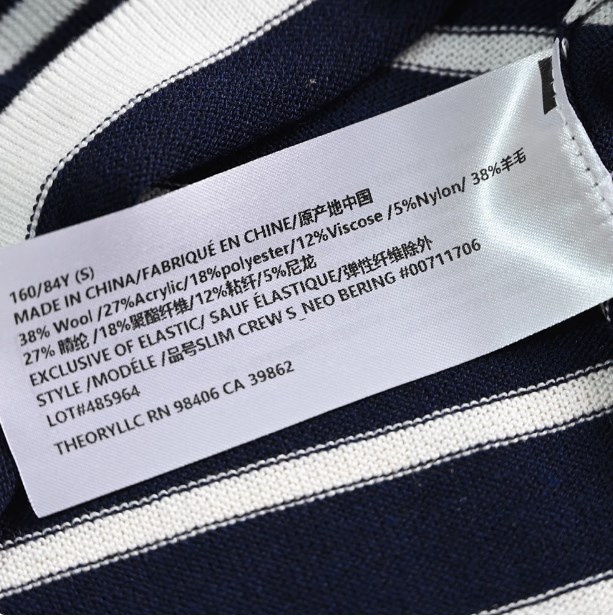 160/84Y (S)
MADE IN CHINA/FABRIQUÉ EN CHINE/原产地中国
38% Wool /27%Acrylic/18%polyester/12%Viscose /5%Nylon/ 38%羊毛
27% 晴纶 /18%聚酯纤维/12%粘纤/5%尼龙
EXCLUSIVE OF ELASTIC/ SAUF ÉLASTIQUE/弹性纤维除外
STYLE /MODÉLE /品号SLIM CREW S_NEO BERING #00711706
LOT#485964
THEORYLLC RN 98406 CA 39862